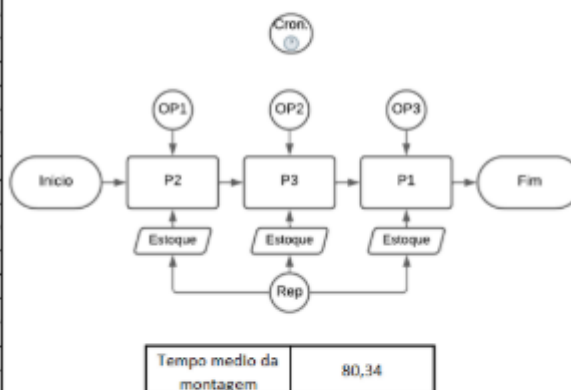 Cron.
OP1
OP2
OP3
Inicio
P2
P3
P1
Fim
Estoque
Estoque
Estoque
Rep
Tempo medio da
montagem
80,34